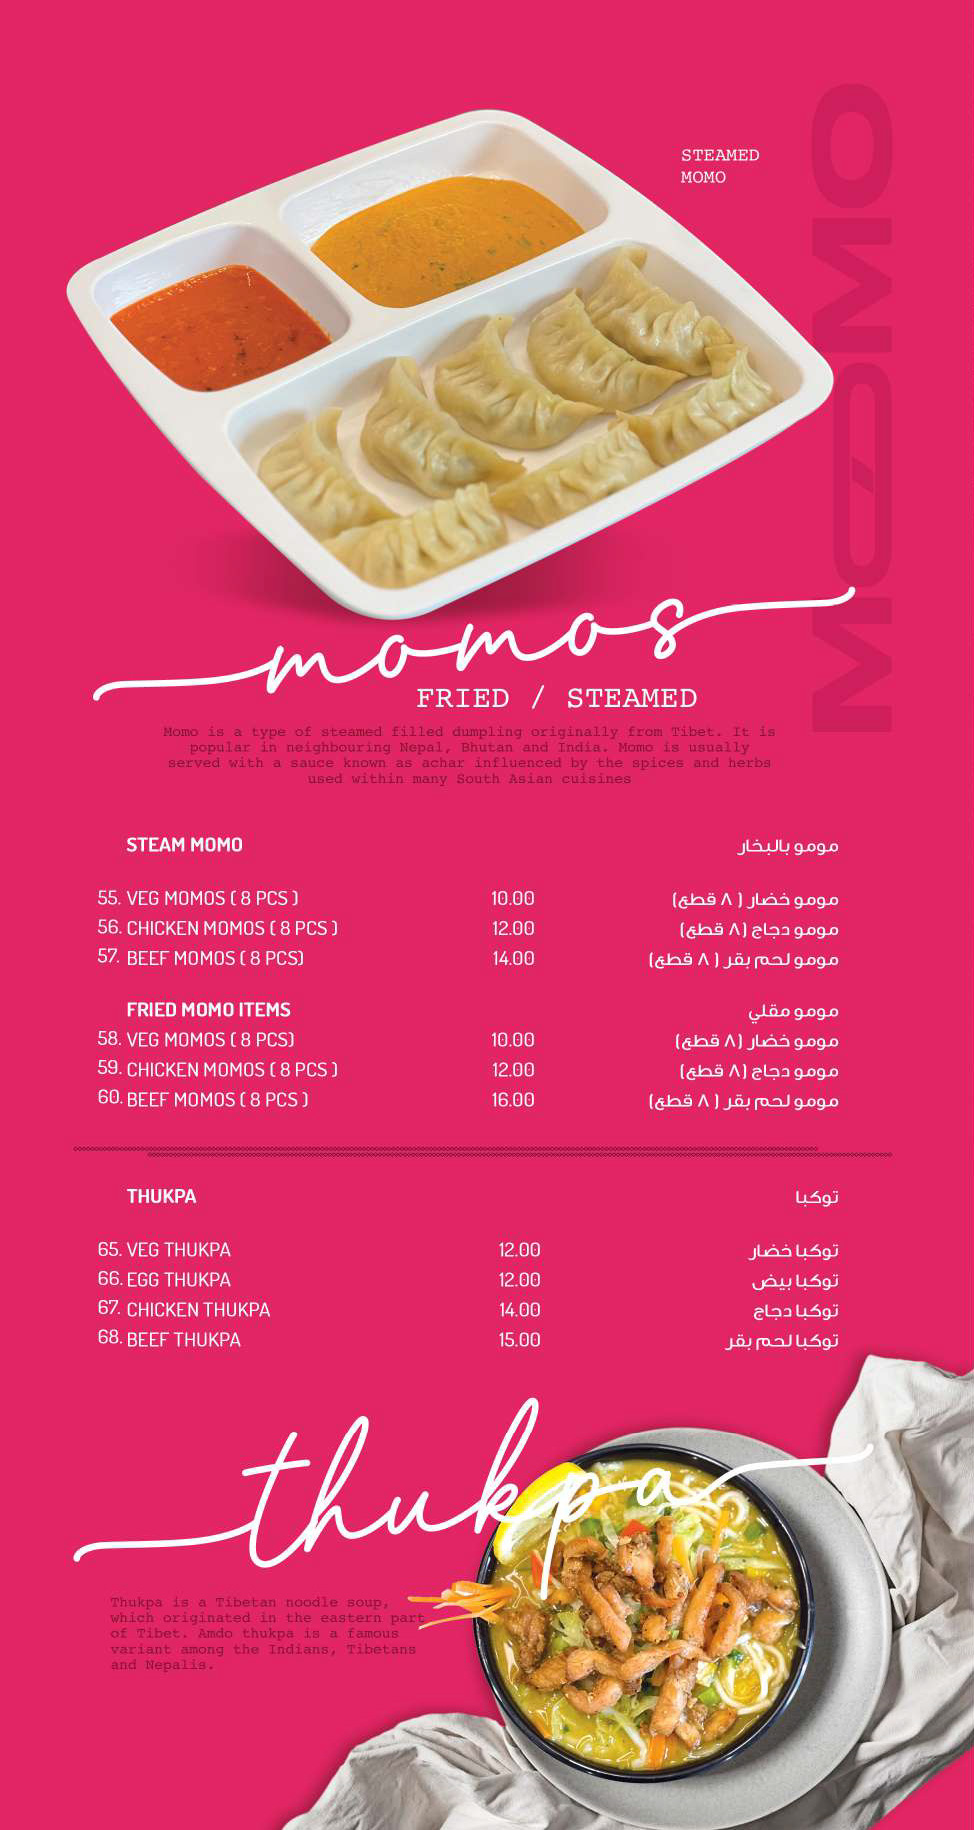 STEAMED
MOMO
MOMO
momos
FRIED / STEAMED
Momo is a type of steamed filled dumpling originally from Tibet. It is
popular in neighbouring Nepal, Bhutan and India. Momo is usually
served with a sauce known as achar influenced by the spices and herbs
used within many South Asian cuisines
STEAM MOMO مومو بالبخار
55. VEG MOMOS ( 8 PCS ) 10.00 مومو خضار ( ٨ قطع)
56. CHICKEN MOMOS ( 8 PCS ) 12.00 مومو دجاج (٨ قطع)
57. BEEF MOMOS ( 8 PCS) 14.00 مومو لحم بقر ( ٨ قطع)
FRIED MOMO ITEMS مومو مقلي
58. VEG MOMOS ( 8 PCS) 10.00 مومو خضار (٨ قطع)
59. CHICKEN MOMOS ( 8 PCS ) 12.00 مومو دجاج (٨ قطع)
60. BEEF MOMOS ( 8 PCS ) 16.00 مومو لحم بقر ( ٨ قطع)
THUKPA توكبا
65. VEG THUKPA 12.00 توكبا خضار
66. EGG THUKPA 12.00 توكبا بيض
67. CHICKEN THUKPA 14.00 توكبا دجاج
68. BEEF THUKPA 15.00 توكبا لحم بقر
thukpa
Thukpa is a Tibetan noodle soup,
which originated in the eastern part
of Tibet. Amdo thukpa is a famous
variant among the Indians, Tibetans
and Nepalis.